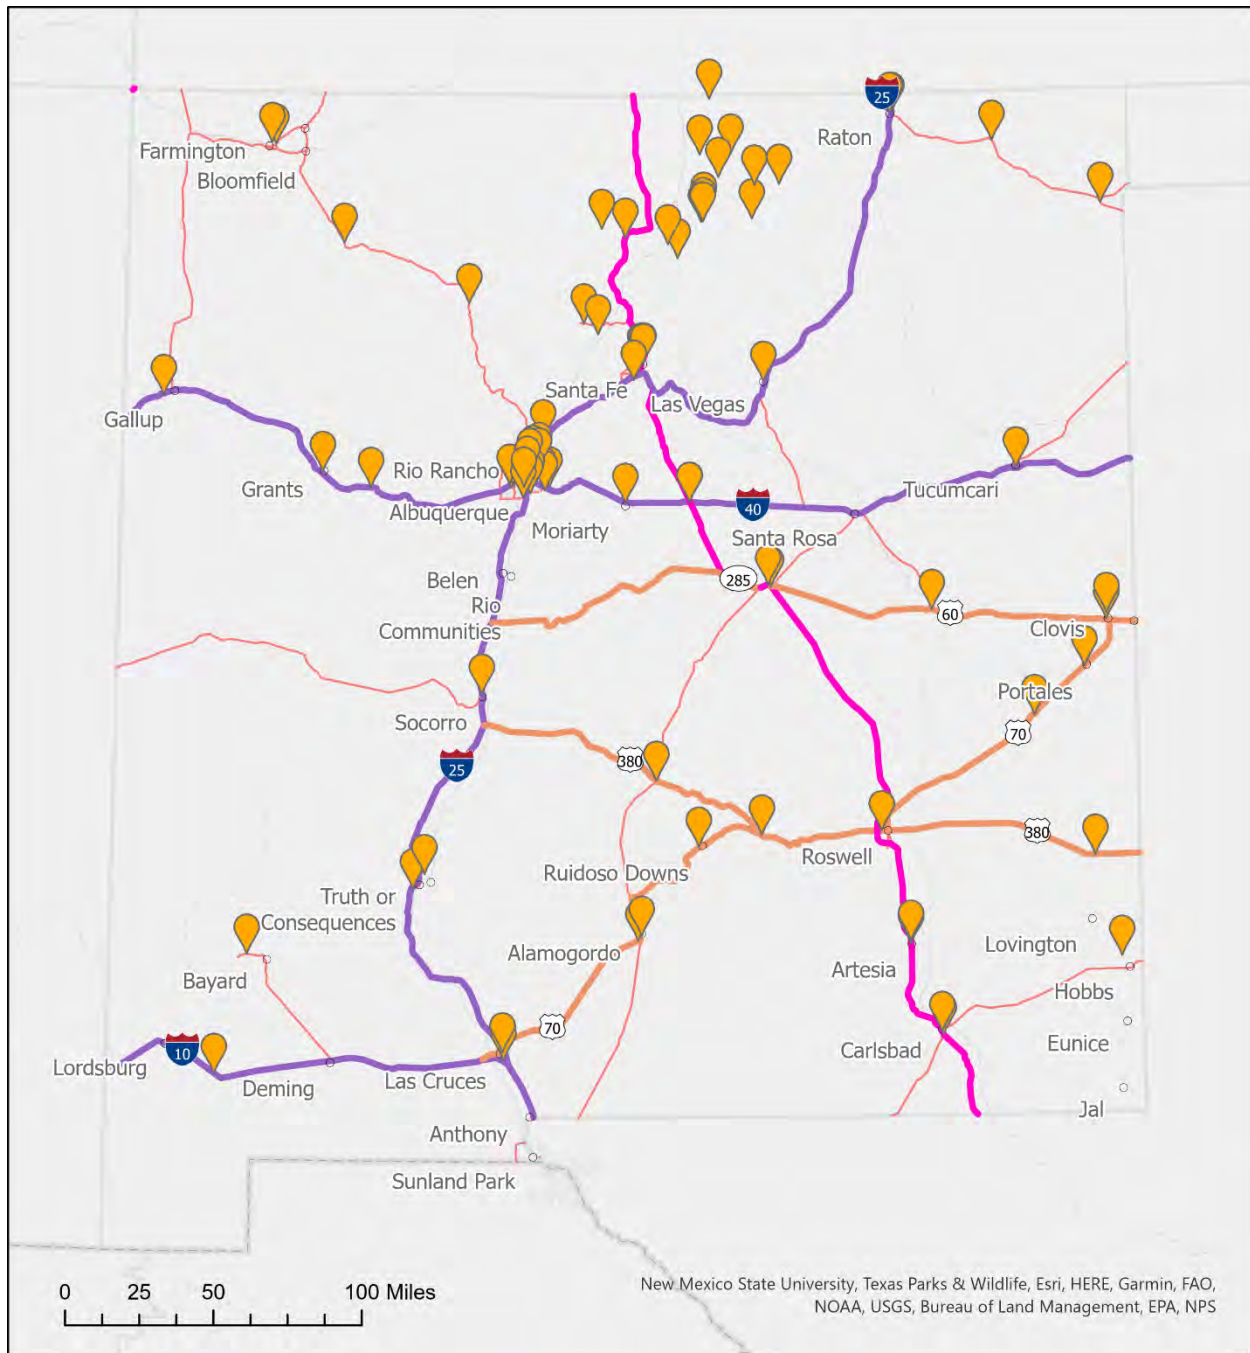 25
Raton
Farmington
Bloomfield
Santa Fe
Las Vegas
Gallup
Rio Rancho
Grants
Tucumcari
Albuquerque
40
Moriarty
Santa Rosa
Belen
285
Rio
Communities
60
Clovis
Portales
Socorro
70
380
25
380
Roswell
Ruidoso Downs
Truth or
Consequences
Alamogordo
Lovington
Artesia
Bayard
Hobbs
70
Eunice
Carlsbad
10
Lordsburg
Las Cruces
Deming
Jal
Anthony
Sunland Park
0 25 50 100 Miles
New Mexico State University, Texas Parks & Wildlife, Esri, HERE, Garmin, FAO,
NOAA, USGS, Bureau of Land Management, EPA, NPS